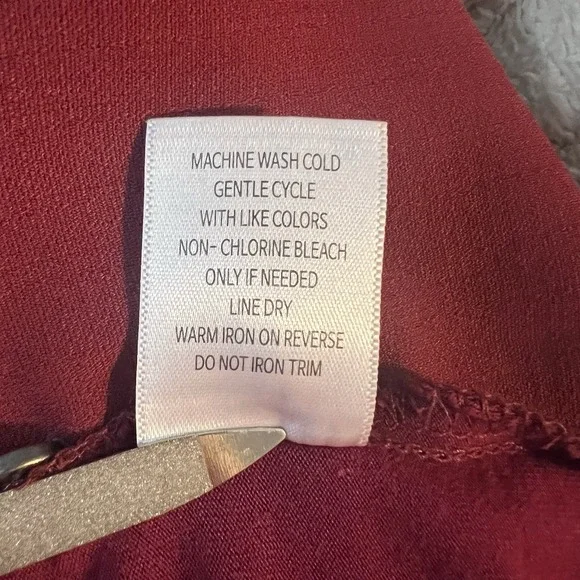 MACHINE WASH COLD
GENTLE CYCLE
WITH LIKE COLORS
NON- CHLORINE BLEACH
ONLY IF NEEDED
LINE DRY
WARM IRON ON REVERSE
DO NOT IRON TRIM